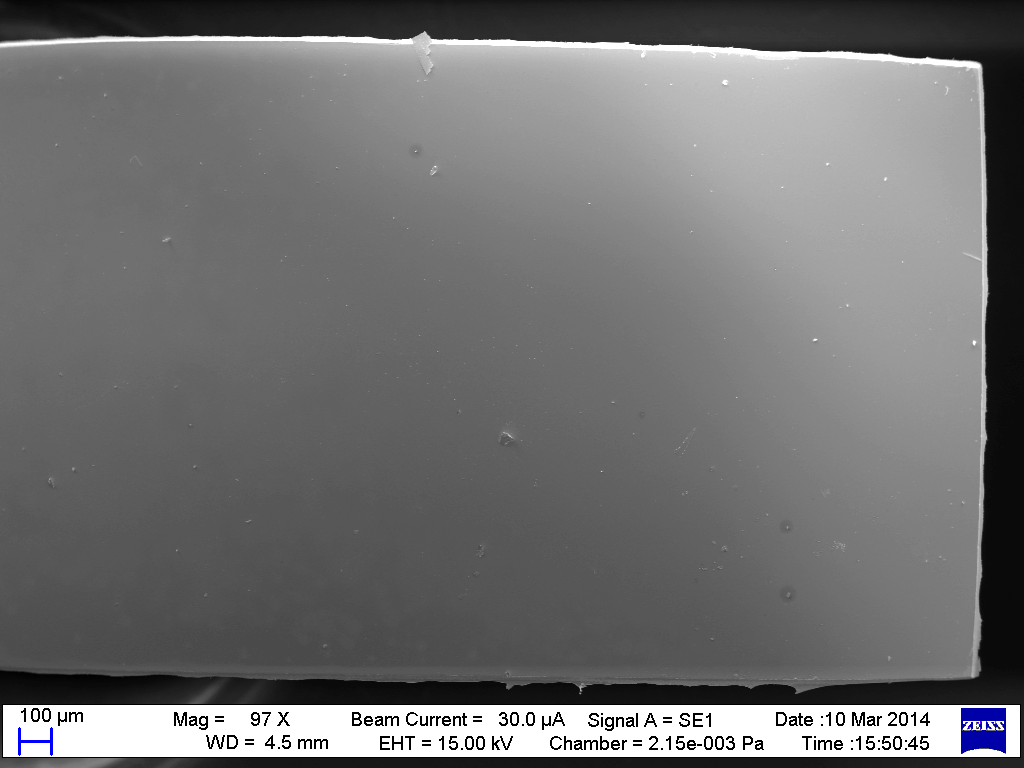 100 µm
Mag = 97 X Beam Current = 30.0 µA Signal A = SE1 Date :10 Mar 2014
WD = 4.5 mm EHT = 15.00 kV Chamber = 2.15e-003 Pa Time :15:50:45
ZEISS